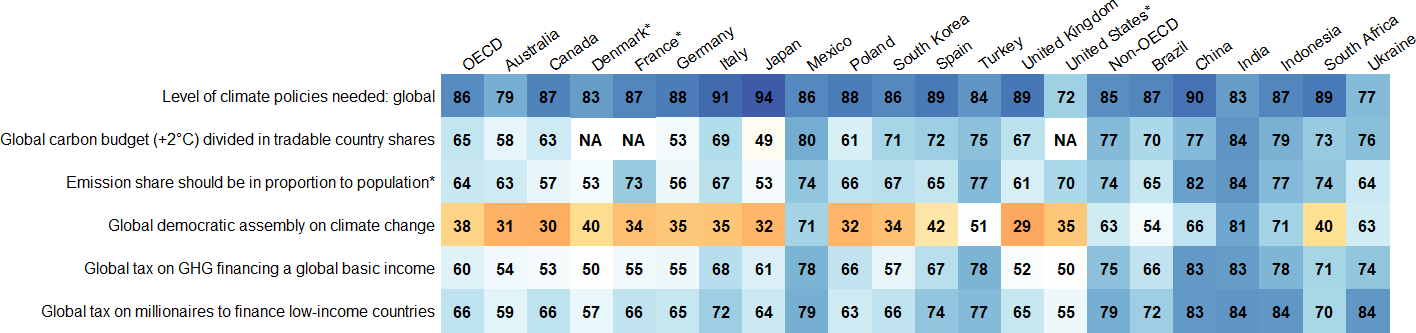 OECD Australia Canada Denmark* France* Germany Italy Japan Mexico Poland South Korea Spain Turkey United Kingdom United States* Non-OECD Brazil China India Indonesia South Africa Ukraine
Level of climate policies needed: global 86 79 87 83 87 88 91 94 86 88 86 89 84 89 72 85 87 90 83 87 89 77
Global carbon budget (+2°C) divided in tradable country shares 65 58 63 NA NA 53 69 49 80 61 71 72 75 67 NA 77 70 77 84 79 73 76
Emission share should be in proportion to population* 64 63 57 53 73 56 67 53 74 66 67 65 77 61 70 74 65 82 84 77 74 64
Global democratic assembly on climate change 38 31 30 40 34 35 35 32 71 32 34 42 51 29 35 63 54 66 81 71 40 63
Global tax on GHG financing a global basic income 60 54 53 50 55 55 68 61 78 66 57 67 78 52 50 75 66 83 83 78 71 74
Global tax on millionaires to finance low-income countries 66 59 66 57 66 65 72 64 79 63 66 74 77 65 55 79 72 83 84 84 70 84